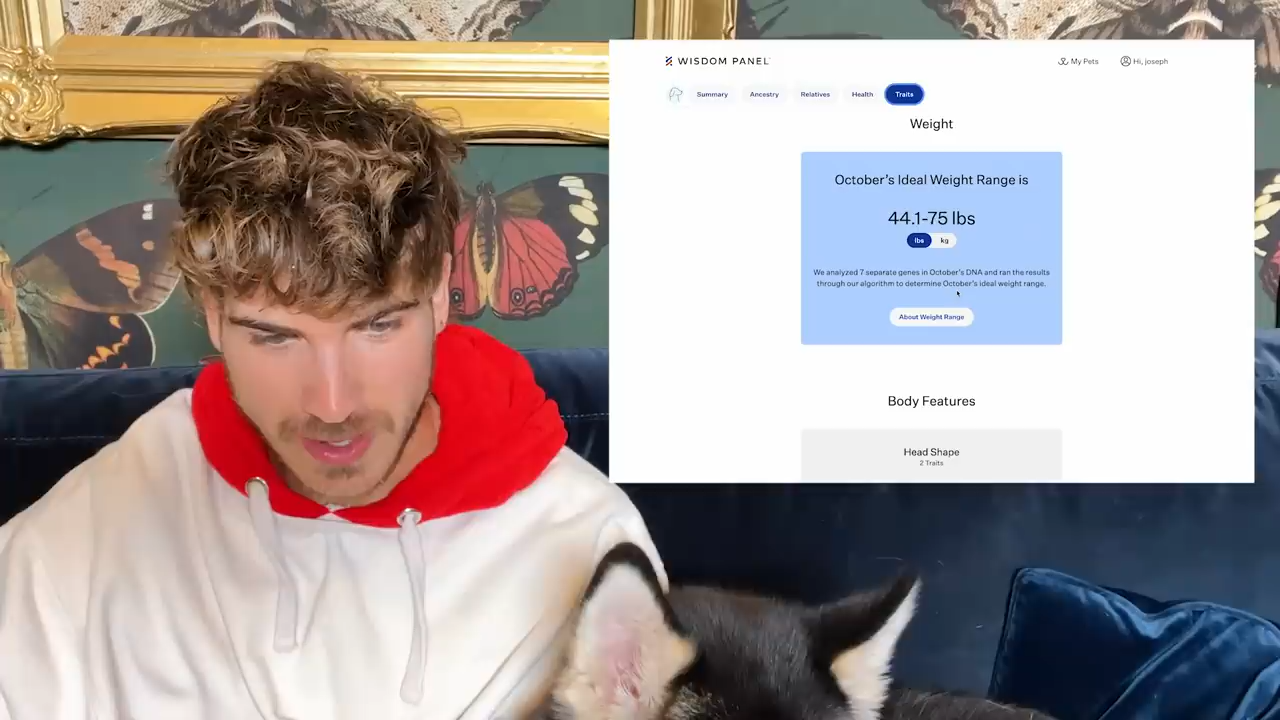 WISDOM PANEL
My Pets
Hi, joseph
Summary
Ancestry
Relatives
Health
Traits
Weight
October's Ideal Weight Range is
44.1-75 lbs
lbs
kg
We analyzed 7 separate genes in October's DNA and ran the results
through our algorithm to determine October's ideal weight range.
About Weight Range
Body Features
Head Shape
2 Traits